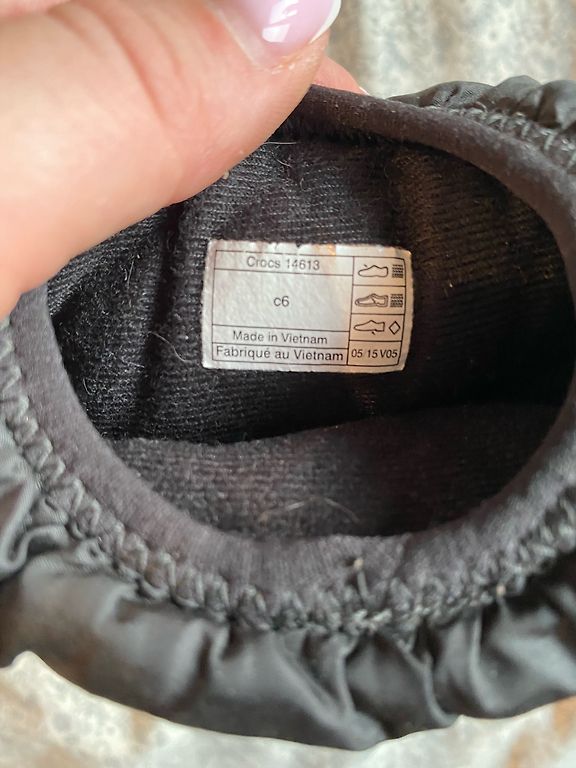 Crocs 14613
c6
Made in Vietnam
Fabriqué au Vietnam
05 15 V05